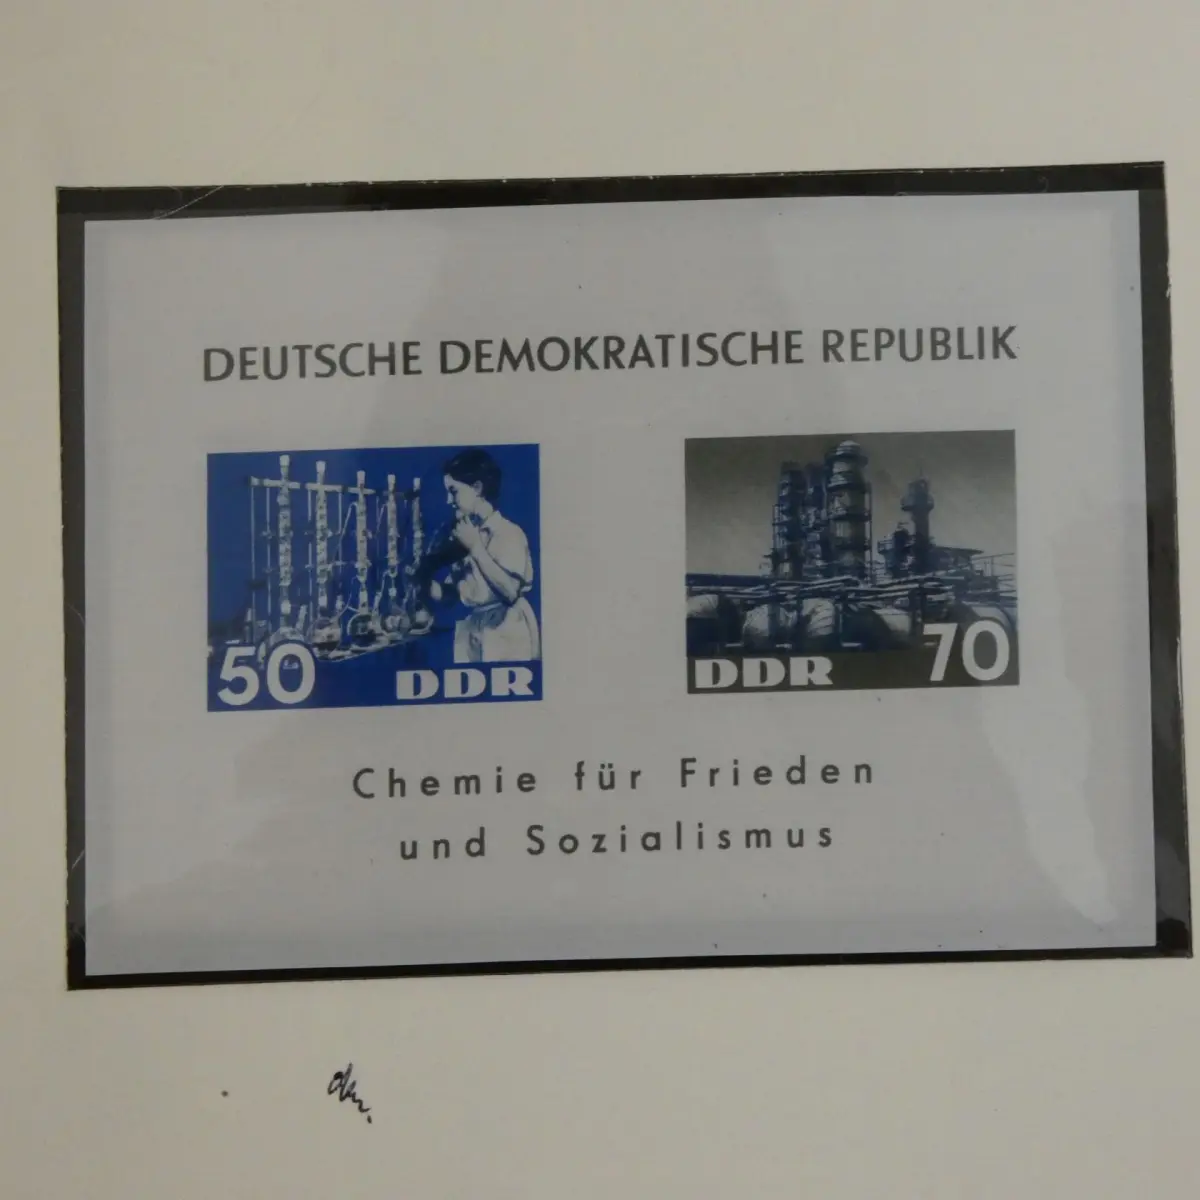 DEUTSCHE DEMOKRATISCHE REPUBLIK
50 DDR
DDR 70
Chemie für Frieden
und Sozialismus